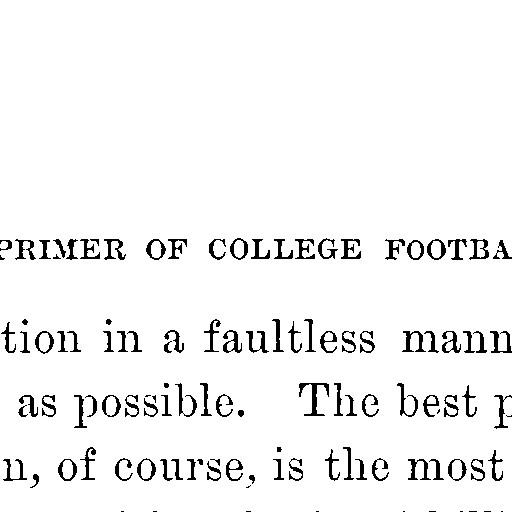 PRIMER OF COLLEGE FOOTBA
tion in a faultless mann
as possible. The best p
n, of course, is the most